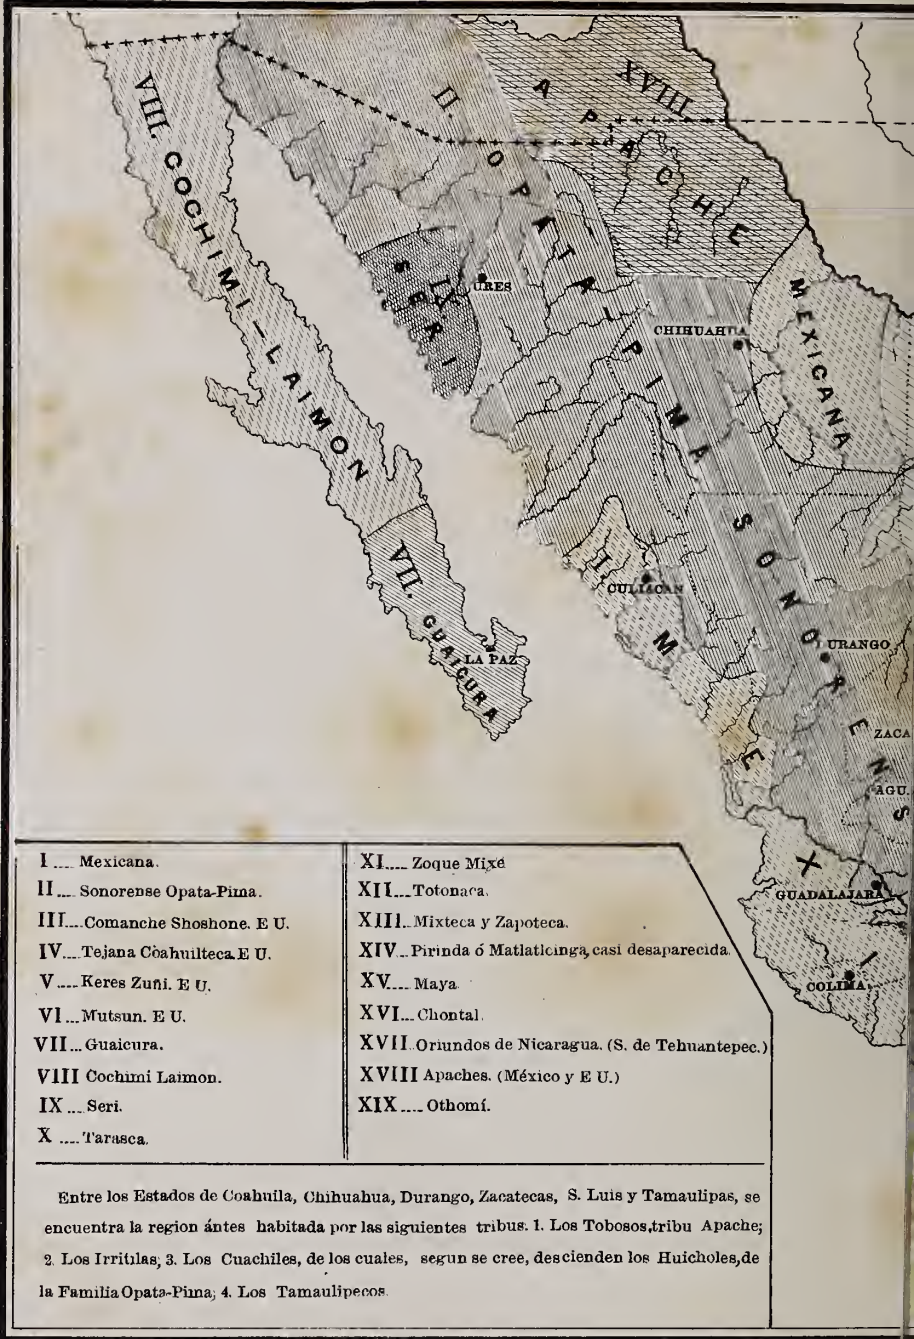 VIII. COCHIMI–LAIMON
II. OPATA-PIMA SONORENS
XVIII
APACHE
IX
SERI
URES
CHIHUAHUA
MEXICANA
VII. GUAICURA
LA PAZ
I
CULIACAN
ME
URANGO
ZACA
AGU.
X
GUADALAJARA
COLIMA
I .... Mexicana.
II.... Sonorense Opata-Pima.
III....Comanche Shoshone. E U.
IV....Tejana Còahuilteca.E U.
V ....Keres Zuñi. E U.
VI...Mutsun. E U.
VII...Guaicura.
VIII Cochimi Laimon.
IX ....Seri.
X ....Tarasca.
XI.... Zoque Mixé
XII...Totonaca.
XIII..Mixteca y Zapoteca.
XIV..Pirinda ó Matlatlcinga, casi desaparecida.
XV.... Maya
XVI...Chontal.
XVII..Oriundos de Nicaragua. (S. de Tehuantepec.)
XVIII Apaches. (México y E U.)
XIX.... Othomí.
Entre los Estados de Coahuila, Chihuahua, Durango, Zacatecas, S. Luis y Tamaulipas, se
encuentra la region ántes habitada por las siguientes tribus. 1. Los Tobosos,tribu Apache;
2. Los Irritilas; 3. Los Cuachiles, de los cuales, segun se cree, descienden los Huicholes,de
la Familia Opata-Pima; 4. Los Tamaulipecos.